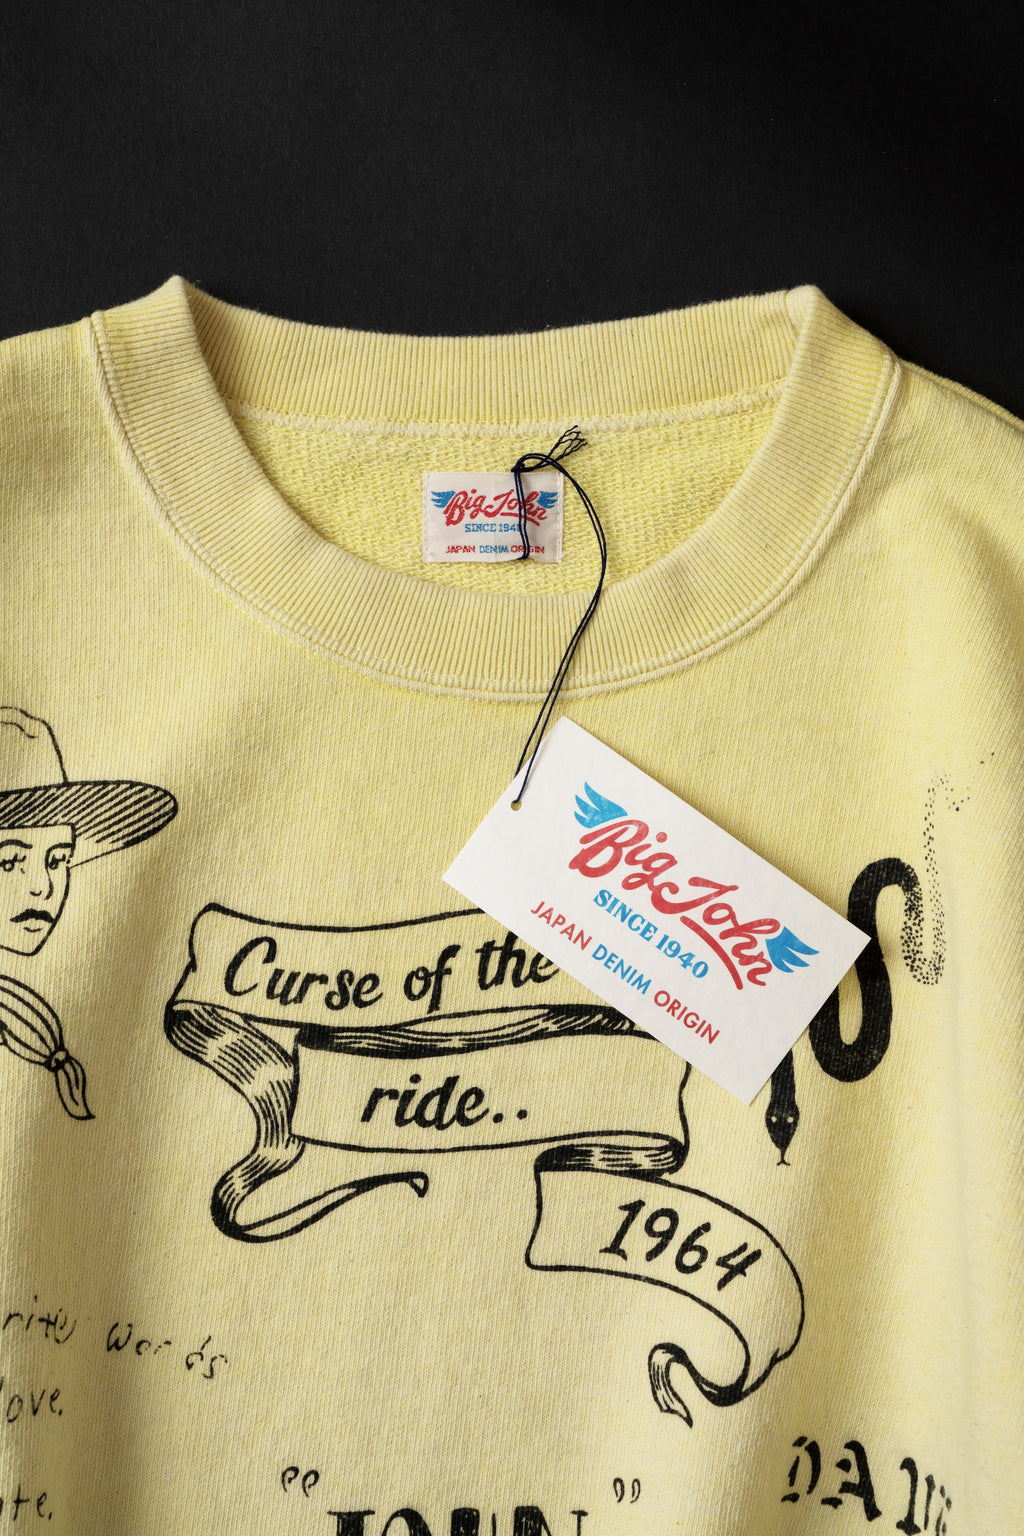 Big John
SINCE 1940
JAPAN DENIM ORIGIN
Big John
SINCE 1940
JAPAN DENIM ORIGIN
Curse of the
ride..
1964
words
love.
"JOHN"